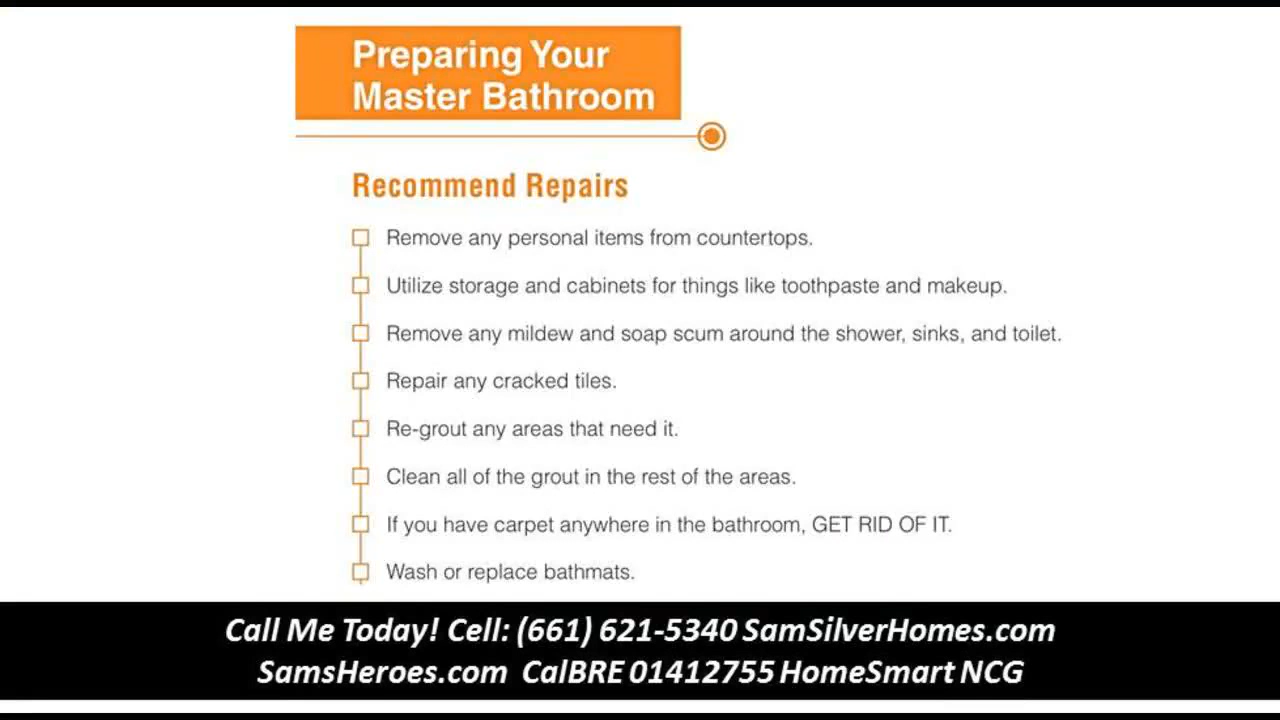 Preparing Your
Master Bathroom
Recommend Repairs
Remove any personal items from countertops.
Utilize storage and cabinets for things like toothpaste and makeup.
Remove any mildew and soap scum around the shower, sinks, and toilet.
Repair any cracked tiles.
Re-grout any areas that need it.
Clean all of the grout in the rest of the areas.
If you have carpet anywhere in the bathroom, GET RID OF IT.
Wash or replace bathmats.
Call Me Today! Cell: (661) 621-5340 SamSilverHomes.com
SamsHeroes.com CalBRE 01412755 HomeSmart NCG